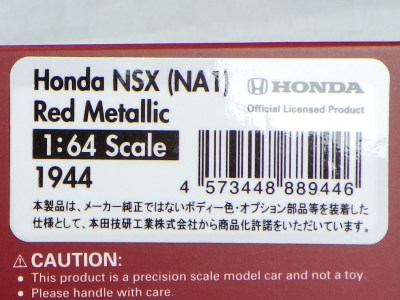 Honda NSX (NA1)
HONDA
Red Metallic
Official Licensed Product
1:64 Scale
1944
4 573448 889446
本製品は、メーカー純正ではないボディー色・オプション部品等を装着した
仕様として、本田技研工業株式会社から商品化許諾をいただいています。
⚠CAUTION:
● This product is a precision scale model car and not a toy.
● Please handle with care.